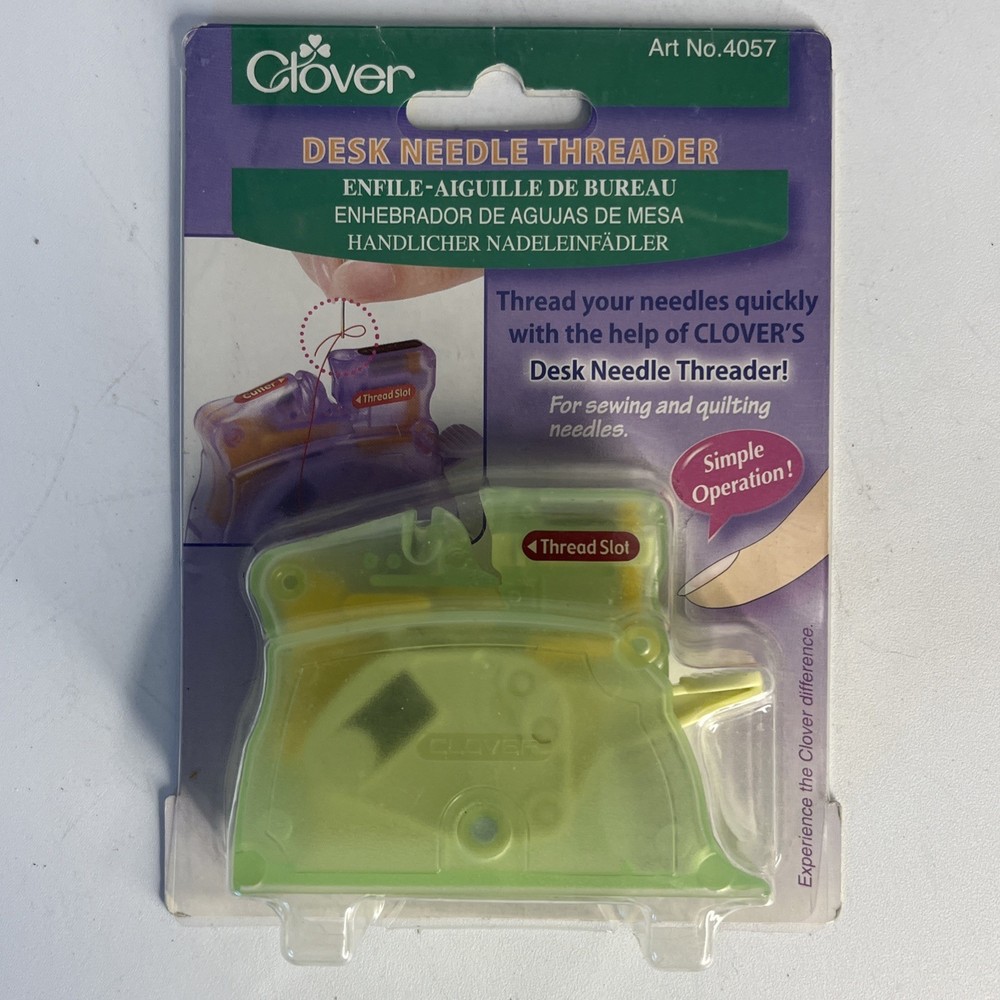 Clover
Art No.4057
DESK NEEDLE THREADER
ENFILE-AIGUILLE DE BUREAU
ENHEBRADOR DE AGUJAS DE MESA
HANDLICHER NADELEINFÄDLER
Thread your needles quickly
with the help of CLOVER'S
Desk Needle Threader!
For sewing and quilting
needles.
Simple
Operation!
Cutter
Thread Slot
Thread Slot
CLOVER
Experience the Clover difference.